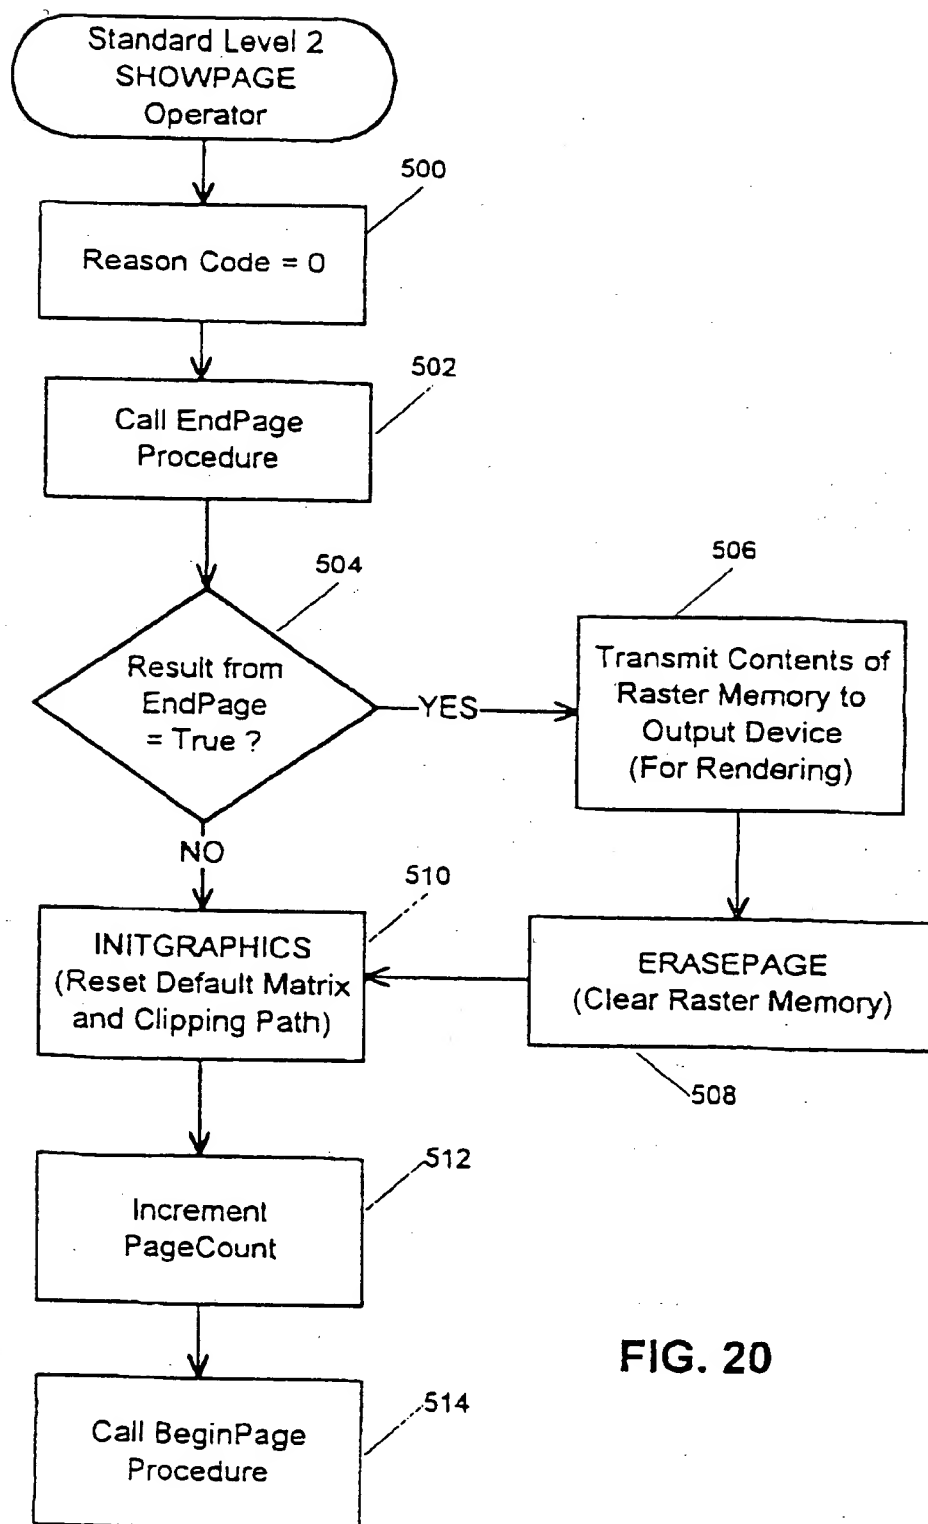 Standard Level 2
SHOWPAGE
Operator
500
Reason Code = 0
502
Call EndPage
Procedure
504
Result from
EndPage
= True ?
YES
506
Transmit Contents of
Raster Memory to
Output Device
(For Rendering)
NO
510
INITGRAPHICS
(Reset Default Matrix
and Clipping Path)
ERASEPAGE
(Clear Raster Memory)
508
512
Increment
PageCount
FIG. 20
514
Call BeginPage
Procedure